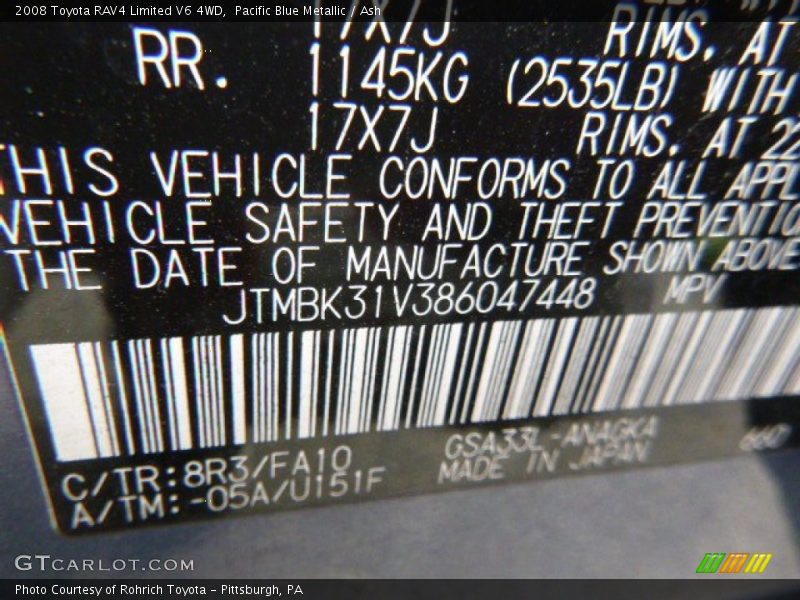 2008 Toyota RAV4 Limited V6 4WD, Pacific Blue Metallic / Ash
17X7J RIMS, AT
RR. 1145KG (2535LB) WITH
17X7J RIMS, AT 22
THIS VEHICLE CONFORMS TO ALL APPL
VEHICLE SAFETY AND THEFT PREVENTIO
THE DATE OF MANUFACTURE SHOWN ABOVE
JTMBK31V386047448 MPV
C/TR:8R3/FA10 GSA33L-ANAGKA 660
A/TM:-05A/U151F MADE IN JAPAN
GTCARLOT.COM
Photo Courtesy of Rohrich Toyota - Pittsburgh, PA